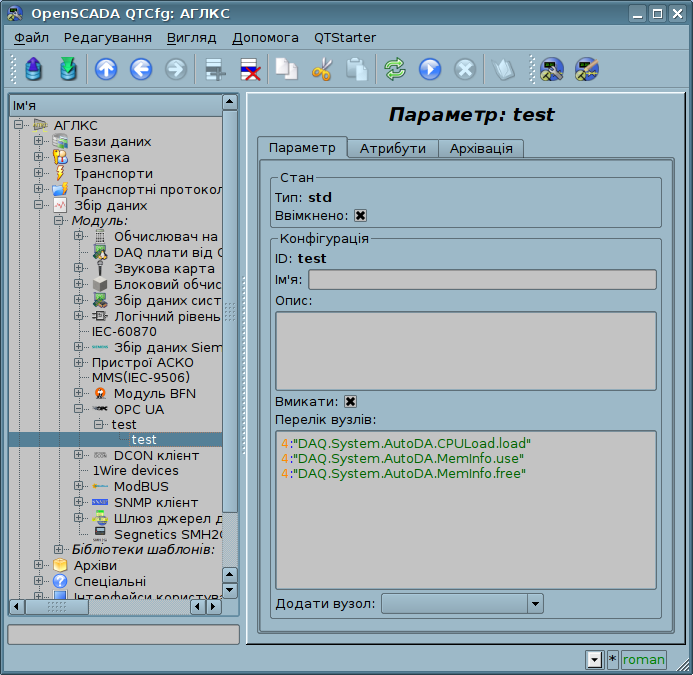 OpenSCADA QTCfg: АГЛКС
Файл Редагування Вигляд Допомога QTStarter
Ім'я
АГЛКС
Бази даних
Безпека
Транспорти
Транспортні протокол
Збір даних
Модуль:
Обчислювач на
DAQ плати від
Звукова карта
Блоковий обчис
Збір даних сист
Логічний рівень
IEC-60870
Збір даних Siem
Пристрої АСКО
MMS(IEC-9506)
Модуль BFN
OPC UA
test
test
DCON клієнт
1Wire devices
ModBUS
SNMP клієнт
Шлюз джерел д
Segnetics SMH20
Бібліотеки шаблонів:
Архіви
Спеціальні
Інтерфейси користува
Параметр: test
Параметр Атрибути Архівація
Стан
Тип: std
Ввімкнено:
Конфігурація
ID: test
Ім'я:
Опис:
Вмикати:
Перелік вузлів:
4:"DAQ.System.AutoDA.CPULoad.load"
4:"DAQ.System.AutoDA.MemInfo.use"
4:"DAQ.System.AutoDA.MemInfo.free"
Додати вузол:
* roman